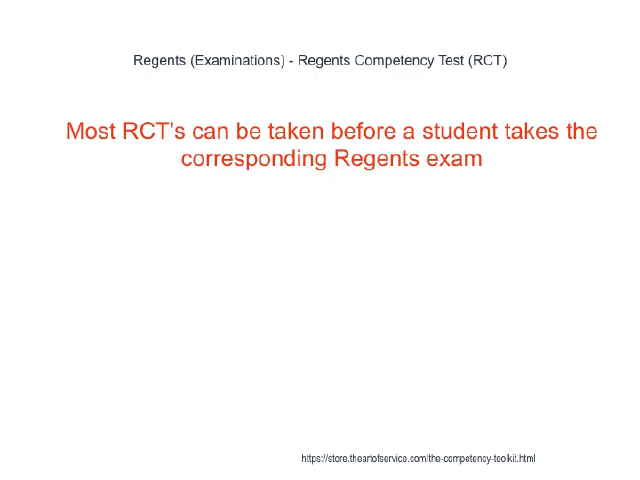 Regents (Examinations) - Regents Competency Test (RCT)
Most RCT's can be taken before a student takes the
corresponding Regents exam
https://store.theartofservice.com/the-competency-toolkit.html